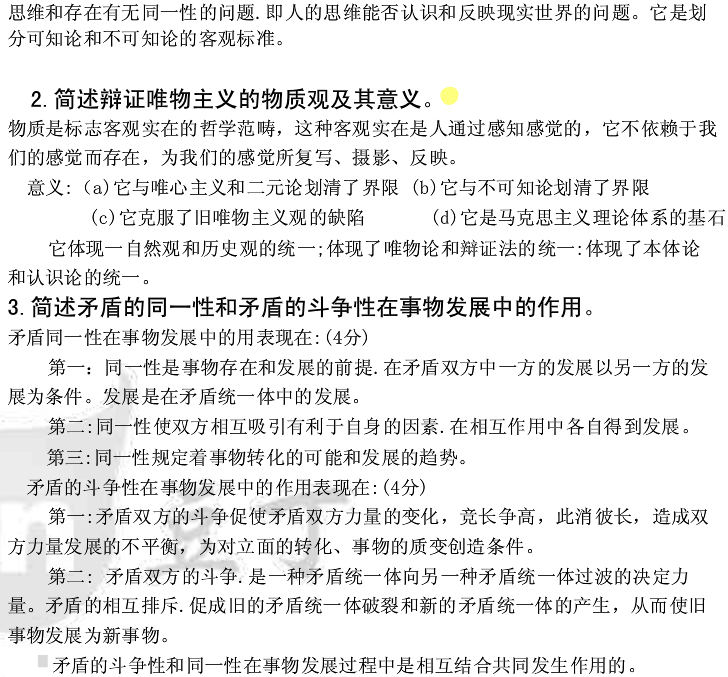 思维和存在有无同一性的问题.即人的思维能否认识和反映现实世界的问题。它是划
分可知论和不可知论的客观标准。
2.简述辩证唯物主义的物质观及其意义。
物质是标志客观实在的哲学范畴，这种客观实在是人通过感知感觉的，它不依赖于我
们的感觉而存在，为我们的感觉所复写、摄影、反映。
意义:（a)它与唯心主义和二元论划清了界限 (b)它与不可知论划清了界限
(c)它克服了旧唯物主义观的缺陷 (d)它是马克思主义理论体系的基石
它体现一自然观和历史观的统一;体现了唯物论和辩证法的统一:体现了本体论
和认识论的统一。
3.简述矛盾的同一性和矛盾的斗争性在事物发展中的作用。
矛盾同一性在事物发展中的用表现在:(4分)
第一：同一性是事物存在和发展的前提.在矛盾双方中一方的发展以另一方的发
展为条件。发展是在矛盾统一体中的发展。
第二:同一性使双方相互吸引有利于自身的因素.在相互作用中各自得到发展。
第三:同一性规定着事物转化的可能和发展的趋势。
矛盾的斗争性在事物发展中的作用表现在:(4分)
第一:矛盾双方的斗争促使矛盾双方力量的变化，竞长争高，此消彼长，造成双
方力量发展的不平衡，为对立面的转化、事物的质变创造条件。
第二: 矛盾双方的斗争.是一种矛盾统一体向另一种矛盾统一体过波的决定力
量。矛盾的相互排斥.促成旧的矛盾统一体破裂和新的矛盾统一体的产生，从而使旧
事物发展为新事物。
矛盾的斗争性和同一性在事物发展过程中是相互结合共同发生作用的。